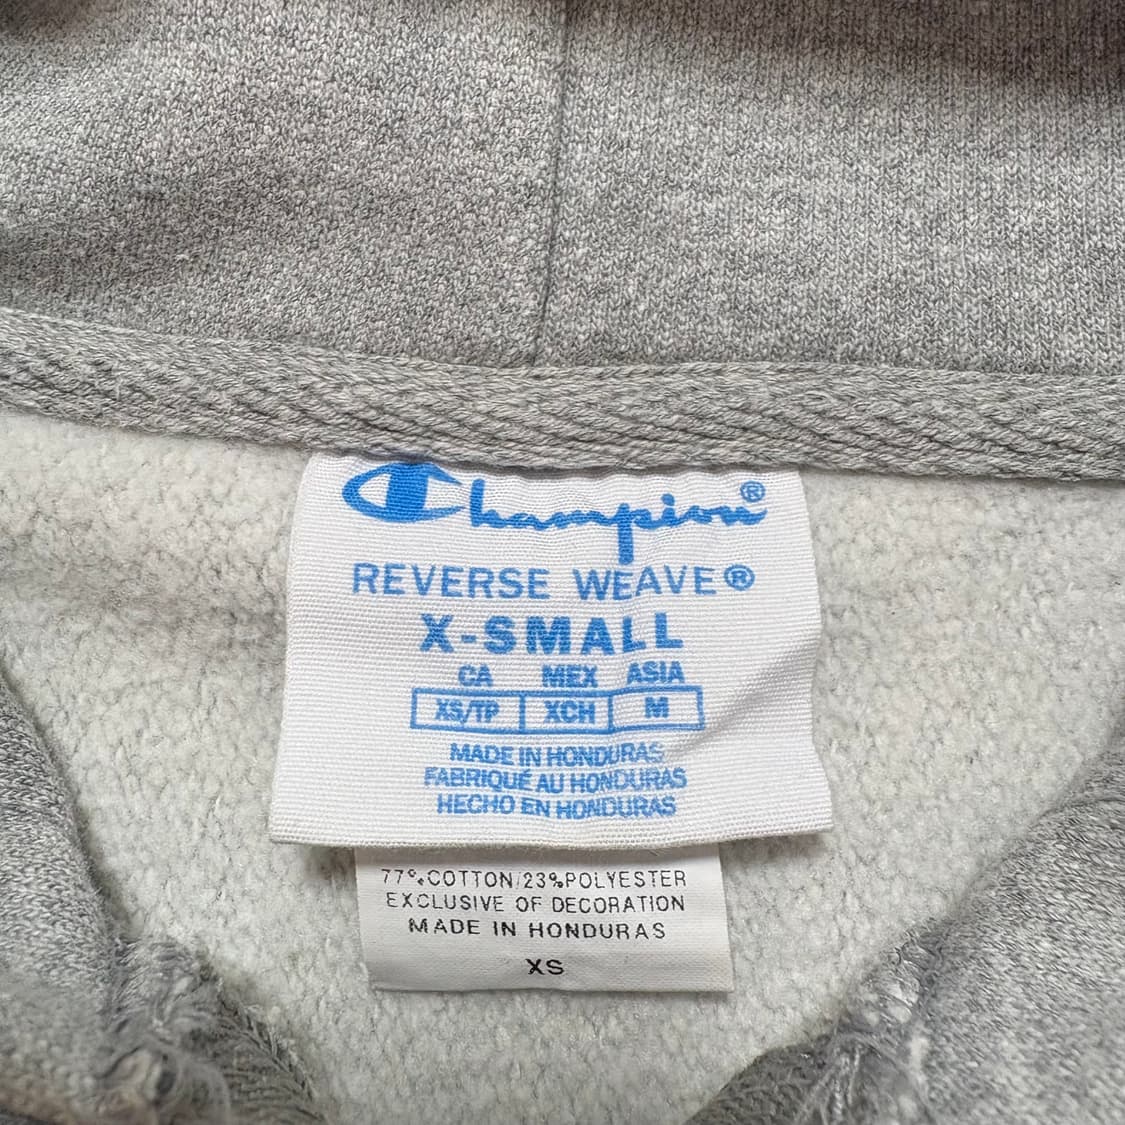 Champion®
REVERSE WEAVE®
X-SMALL
CA MEX ASIA
XS/TP XCH M
MADE IN HONDURAS
FABRIQUÉ AU HONDURAS
HECHO EN HONDURAS
77%COTTON/23%POLYESTER
EXCLUSIVE OF DECORATION
MADE IN HONDURAS
XS